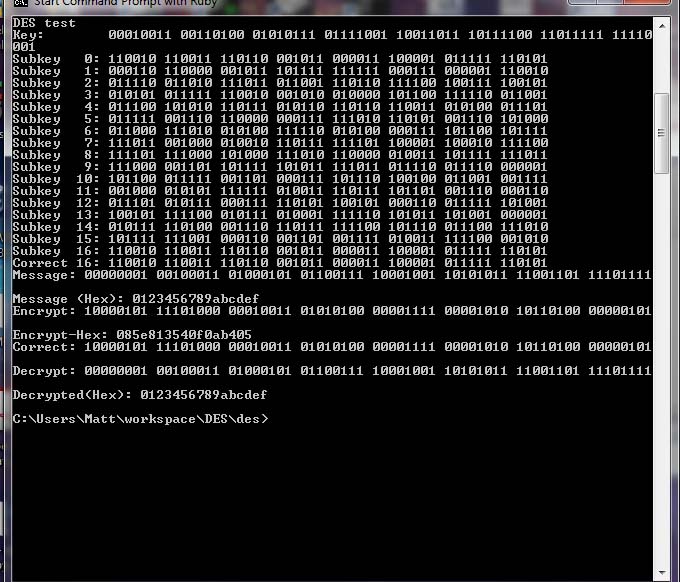 Start Command Prompt with Ruby
DES test
Key:        00010011 00110100 01010111 01111001 10011011 10111100 11011111 11110
001
Subkey   0: 110010 110011 110110 001011 000011 100001 011111 110101
Subkey   1: 000110 110000 001011 101111 111111 000111 000001 110010
Subkey   2: 011110 011010 111011 011001 110110 111100 100111 100101
Subkey   3: 010101 011111 110010 001010 010000 101100 111110 011001
Subkey   4: 011100 101010 110111 010110 110110 110011 010100 011101
Subkey   5: 011111 001110 110000 000111 111010 110101 001110 101000
Subkey   6: 011000 111010 010100 111110 010100 000111 101100 101111
Subkey   7: 111011 001000 010010 110111 111101 100001 100010 111100
Subkey   8: 111101 111000 101000 111010 110000 010011 101111 111011
Subkey   9: 111000 001101 101111 101011 111011 011110 011110 000001
Subkey  10: 101100 011111 001101 000111 101110 100100 011001 001111
Subkey  11: 001000 010101 111111 010011 110111 101101 001110 000110
Subkey  12: 011101 010111 000111 110101 100101 000110 011111 101001
Subkey  13: 100101 111100 010111 010001 111110 101011 101001 000001
Subkey  14: 010111 110100 001110 110111 111100 101110 011100 111010
Subkey  15: 101111 111001 000110 001101 001111 010011 111100 001010
Subkey  16: 110010 110011 110110 001011 000011 100001 011111 110101
Correct 16: 110010 110011 110110 001011 000011 100001 011111 110101
Message: 00000001 00100011 01000101 01100111 10001001 10101011 11001101 11101111
Message (Hex): 0123456789abcdef
Encrypt: 10000101 11101000 00010011 01010100 00001111 00001010 10110100 00000101
Encrypt-Hex: 085e813540f0ab405
Correct: 10000101 11101000 00010011 01010100 00001111 00001010 10110100 00000101
Decrypt: 00000001 00100011 01000101 01100111 10001001 10101011 11001101 11101111
Decrypted(Hex): 0123456789abcdef
C:\Users\Matt\workspace\DES\des>